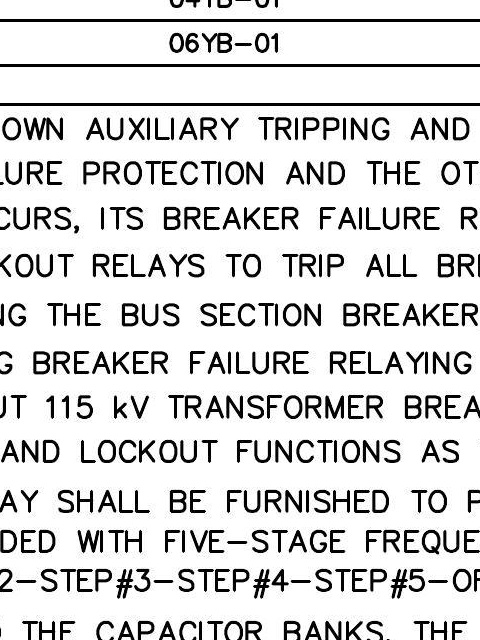 04YB-01
06YB-01
OWN AUXILIARY TRIPPING AND
LURE PROTECTION AND THE OT
CURS, ITS BREAKER FAILURE R
KOUT RELAYS TO TRIP ALL BRE
NG THE BUS SECTION BREAKER
G BREAKER FAILURE RELAYING
UT 115 kV TRANSFORMER BREA
AND LOCKOUT FUNCTIONS AS
AY SHALL BE FURNISHED TO P
DED WITH FIVE-STAGE FREQUE
2-STEP#3-STEP#4-STEP#5-OF
THE CAPACITOR BANKS. THE